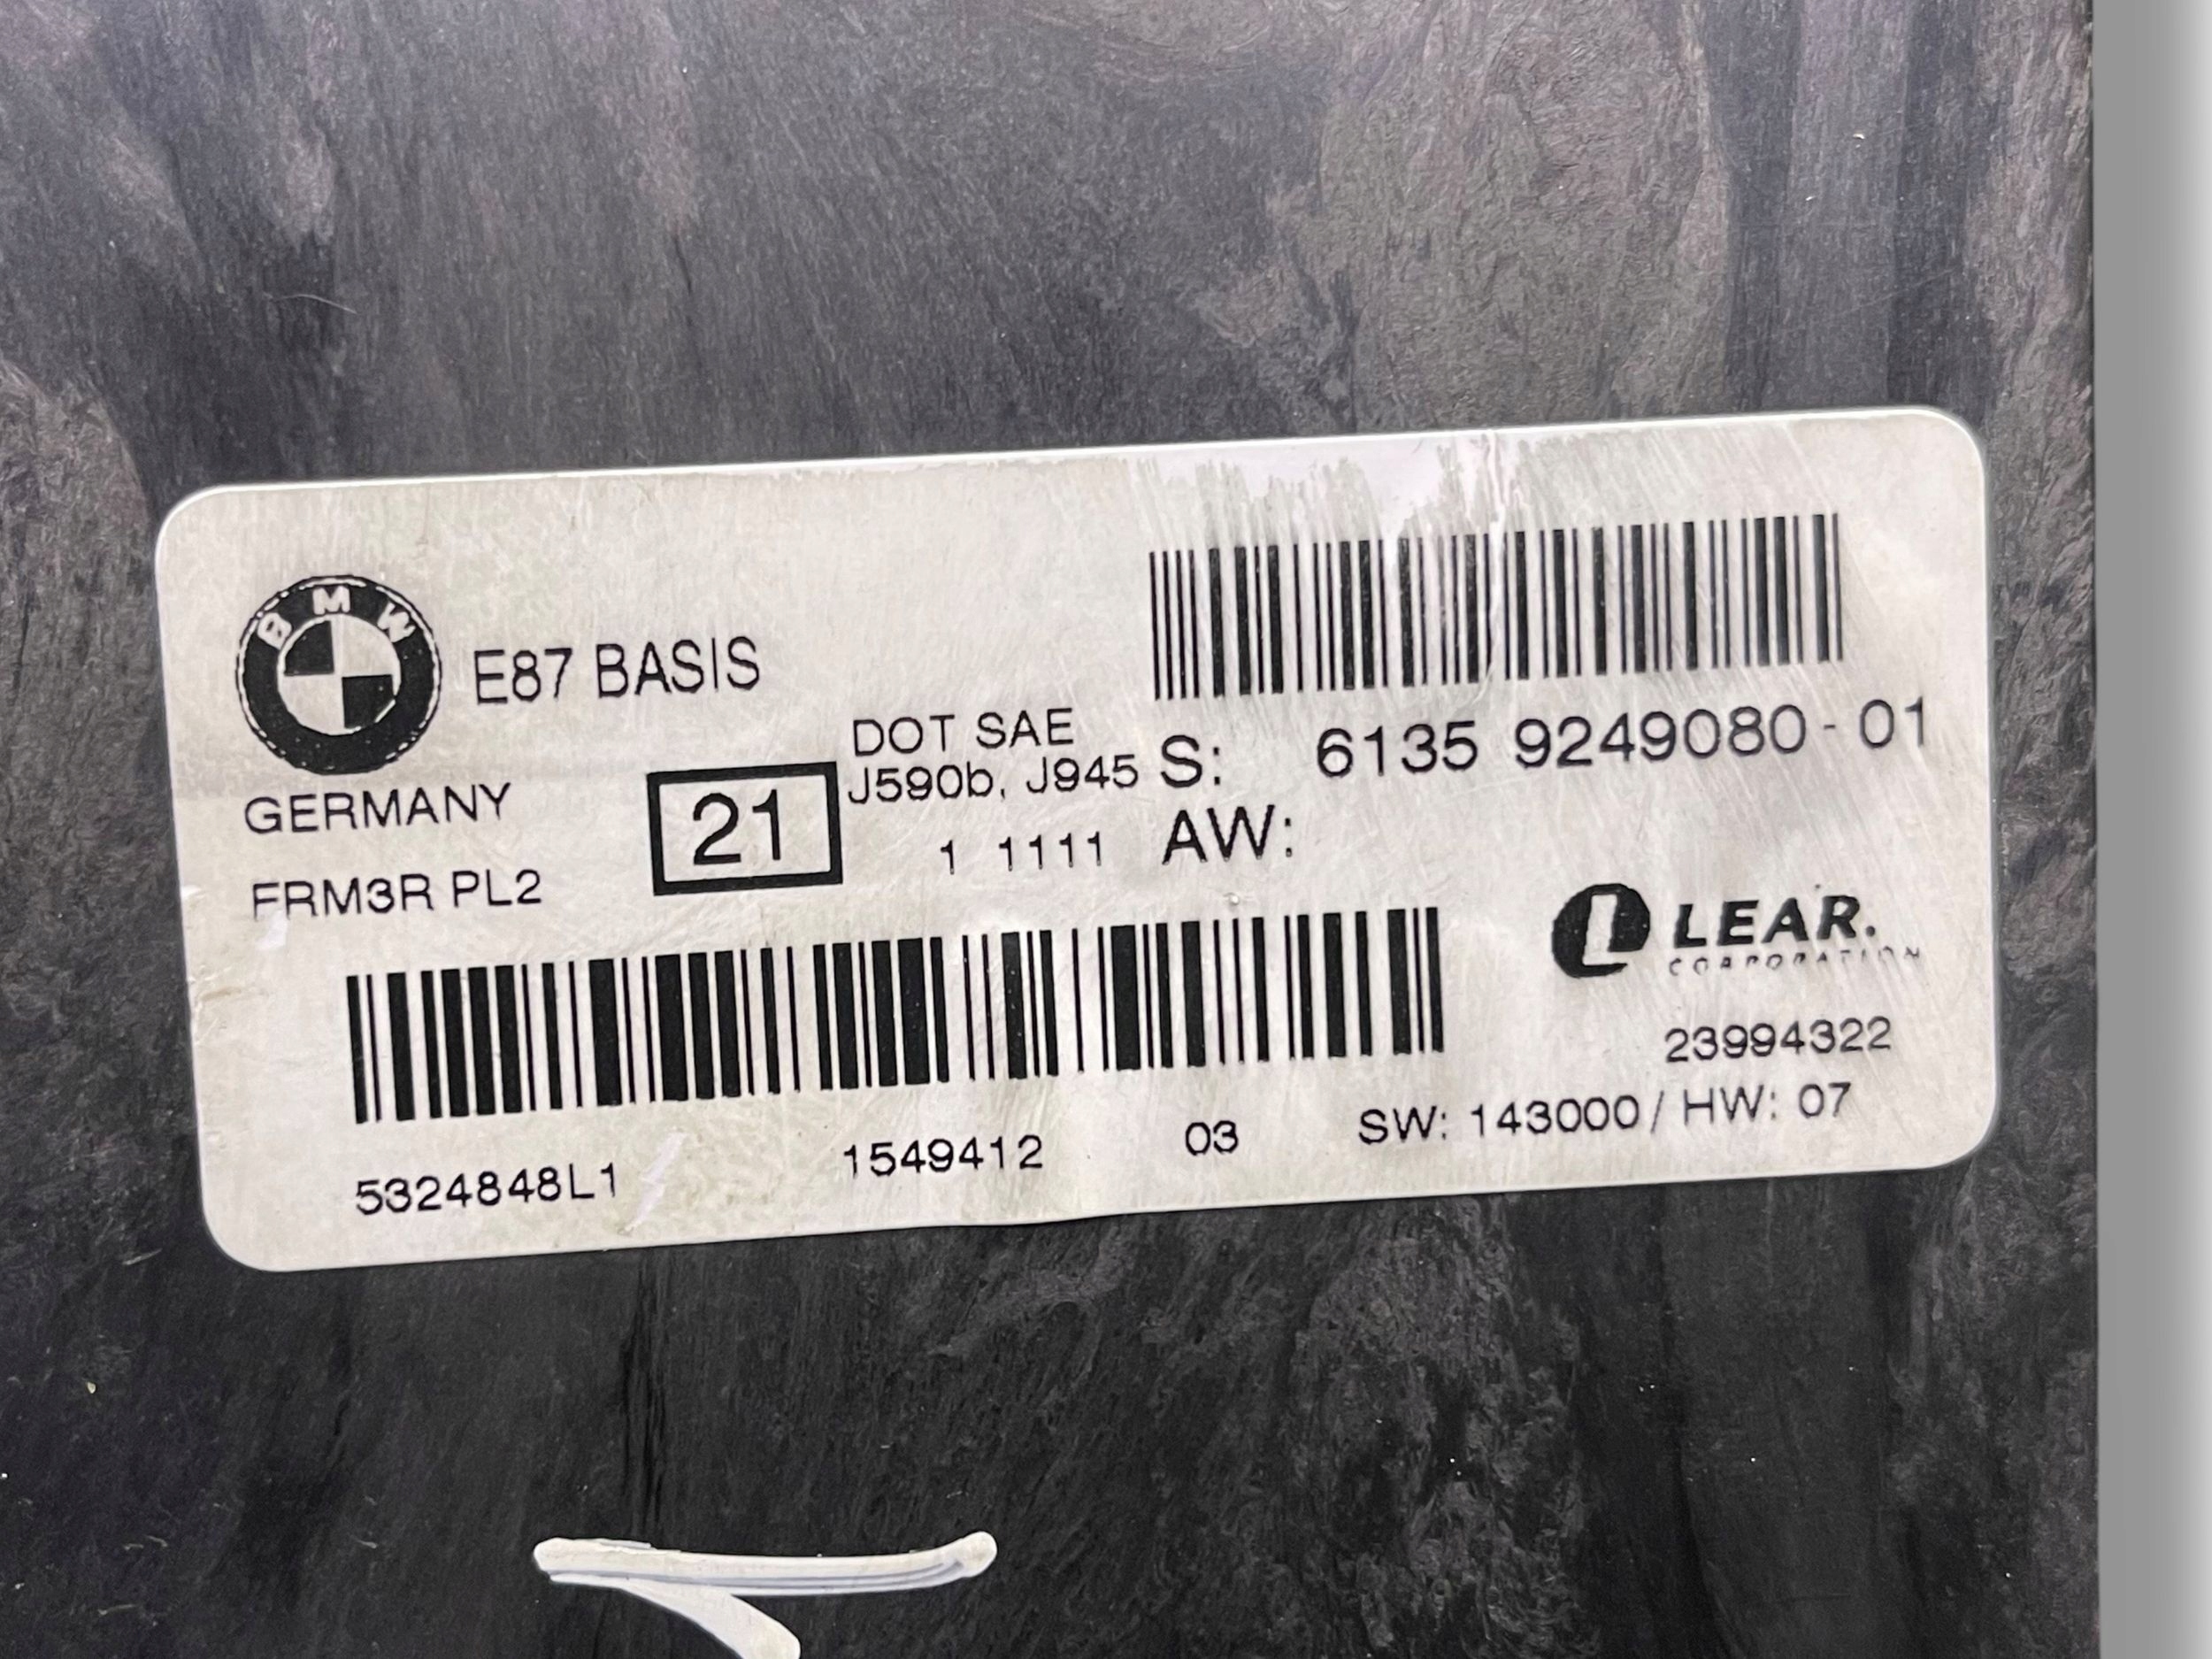 BMW
E87 BASIS
GERMANY
FRM3R PL2
21
DOT SAE
J590b, J945
1 1111
S: 6135 9249080-01
AW:
LEAR.
CORPORATION
23994322
5324848L1 1549412 03 SW: 143000/ HW: 07